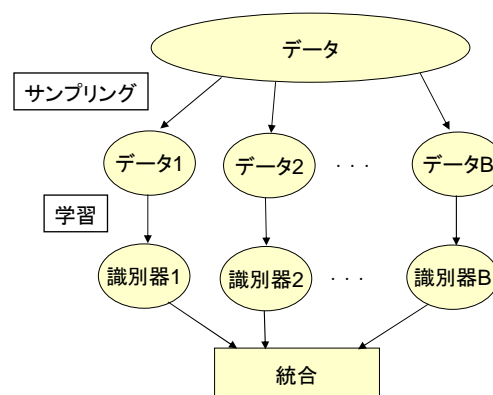 データ
サンプリング
データ1
データ2
・・・
データB
学習
識別器1
識別器2
・・・
識別器B
統合